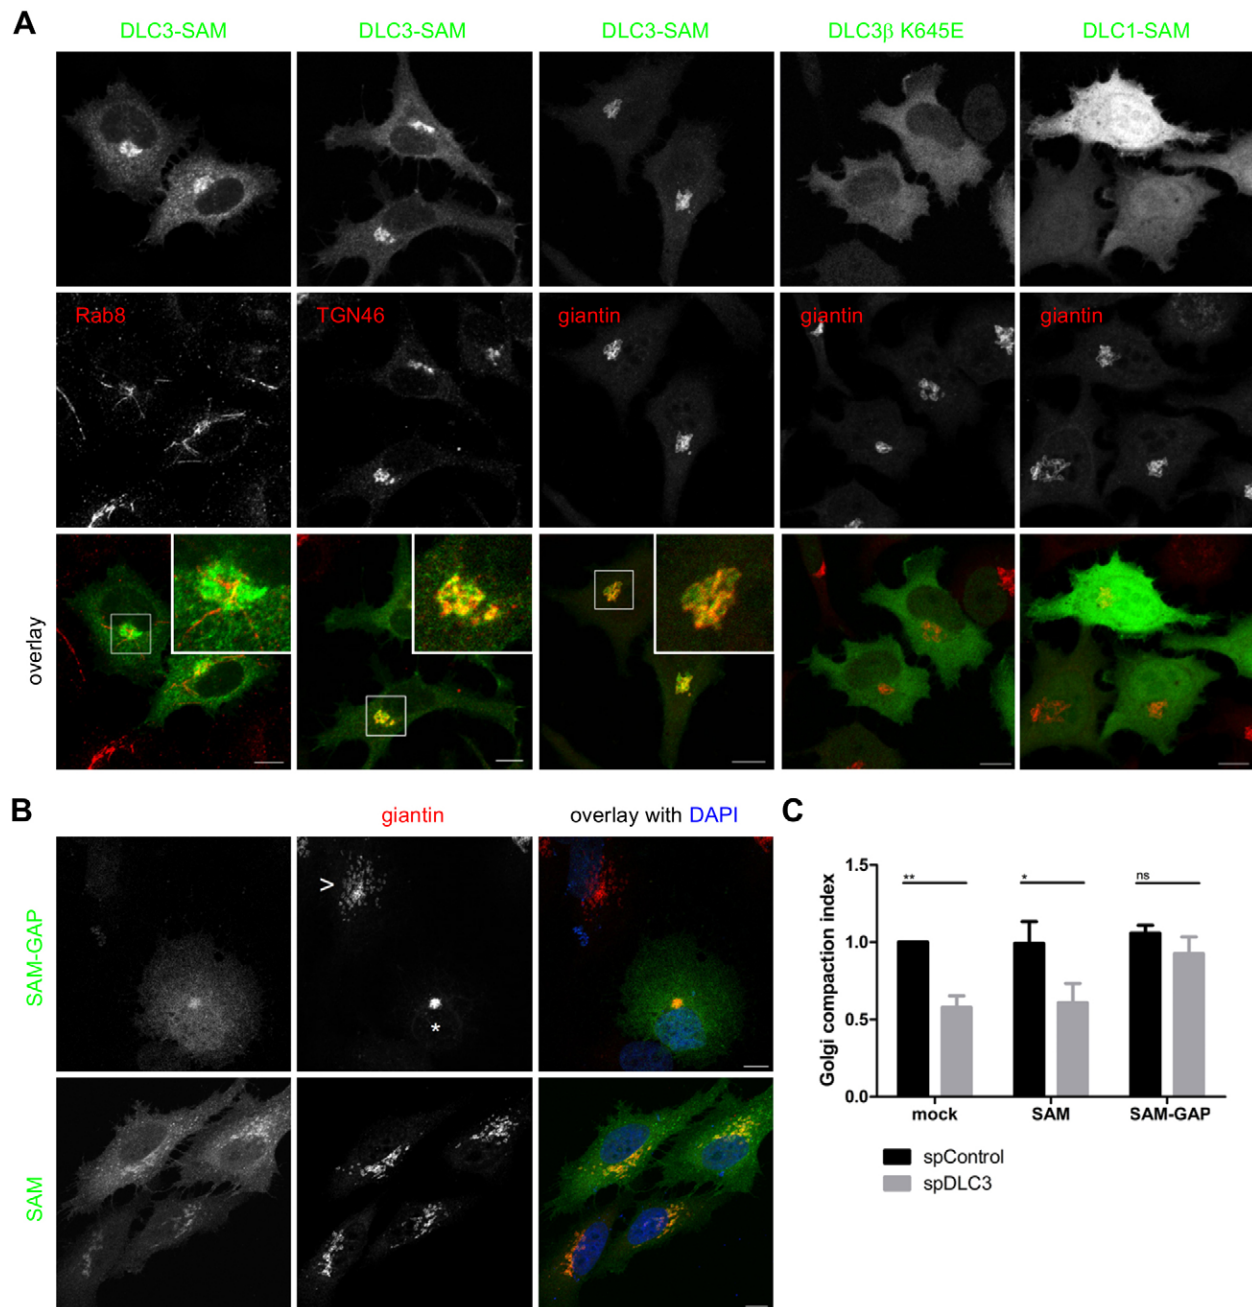 A
DLC3-SAM DLC3-SAM DLC3-SAM DLC3β K645E DLC1-SAM
Rab8 TGN46 giantin giantin giantin
overlay
B
giantin overlay with DAPI
SAM-GAP
>
*
SAM
C
Golgi compaction index
1.5
1.0
0.5
0.0
** * ns
mock SAM SAM-GAP
spControl
spDLC3